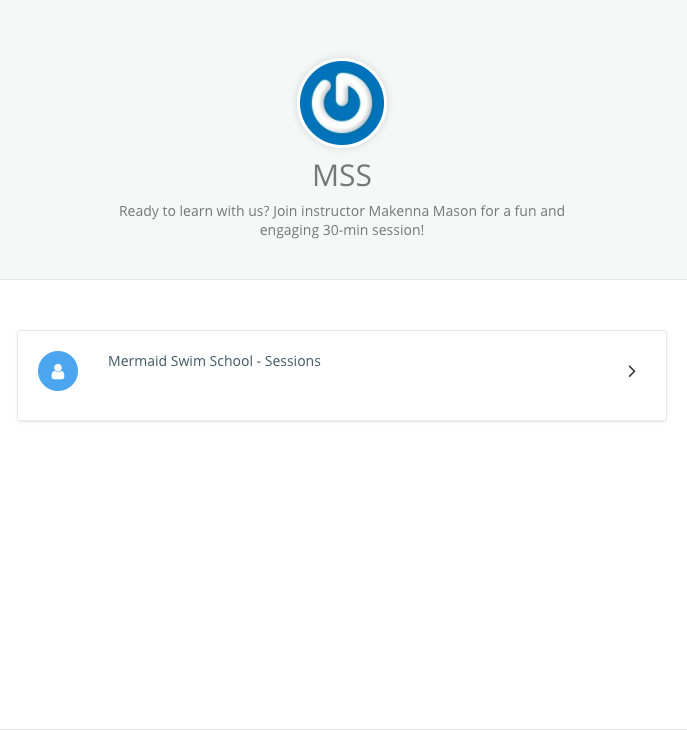 MSS
Ready to learn with us? Join instructor Makenna Mason for a fun and
engaging 30-min session!
Mermaid Swim School - Sessions